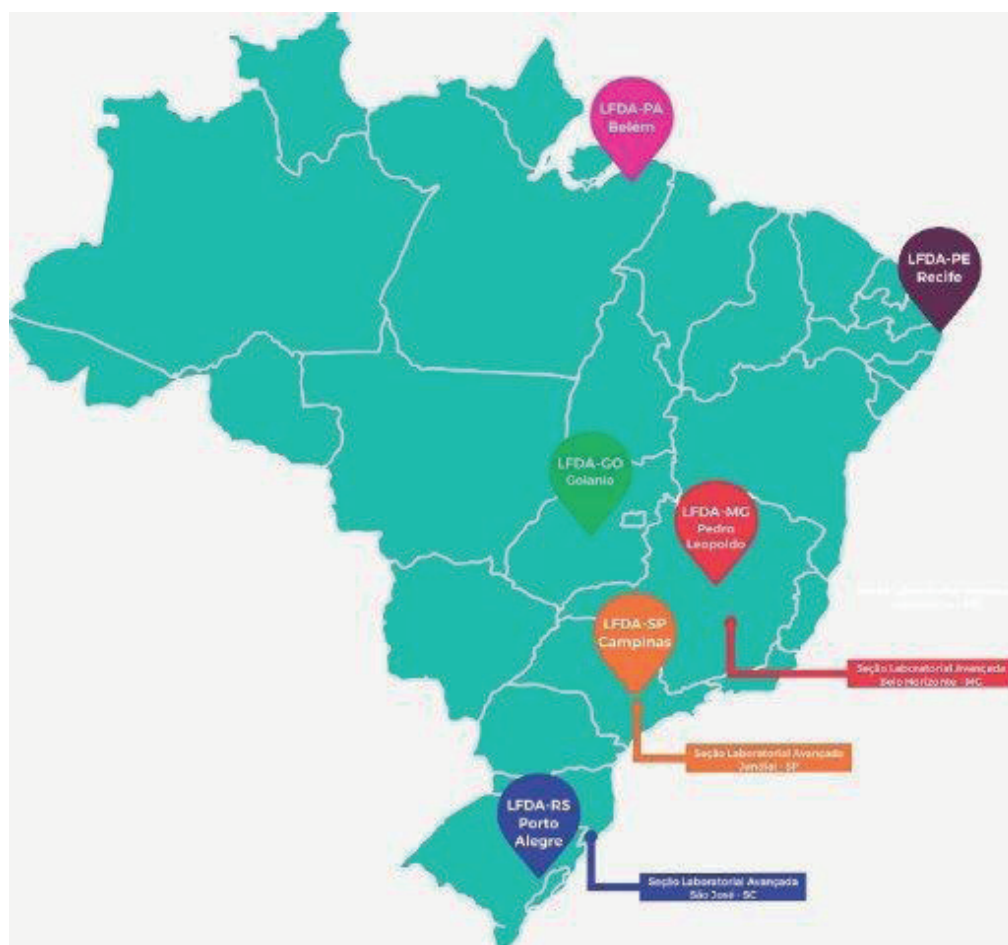 LFDA-PA
Belém
LFDA-PE
Recife
LFDA-GO
Goiania
LFDA-MG
Pedro
Leopoldo
LFDA-SP
Campinas
Seção Laboratorial Avançada
Belo Horizonte - MG
Seção Laboratorial Avançada
Jundiaí - SP
LFDA-RS
Porto
Alegre
Seção Laboratorial Avançada
São José - SC